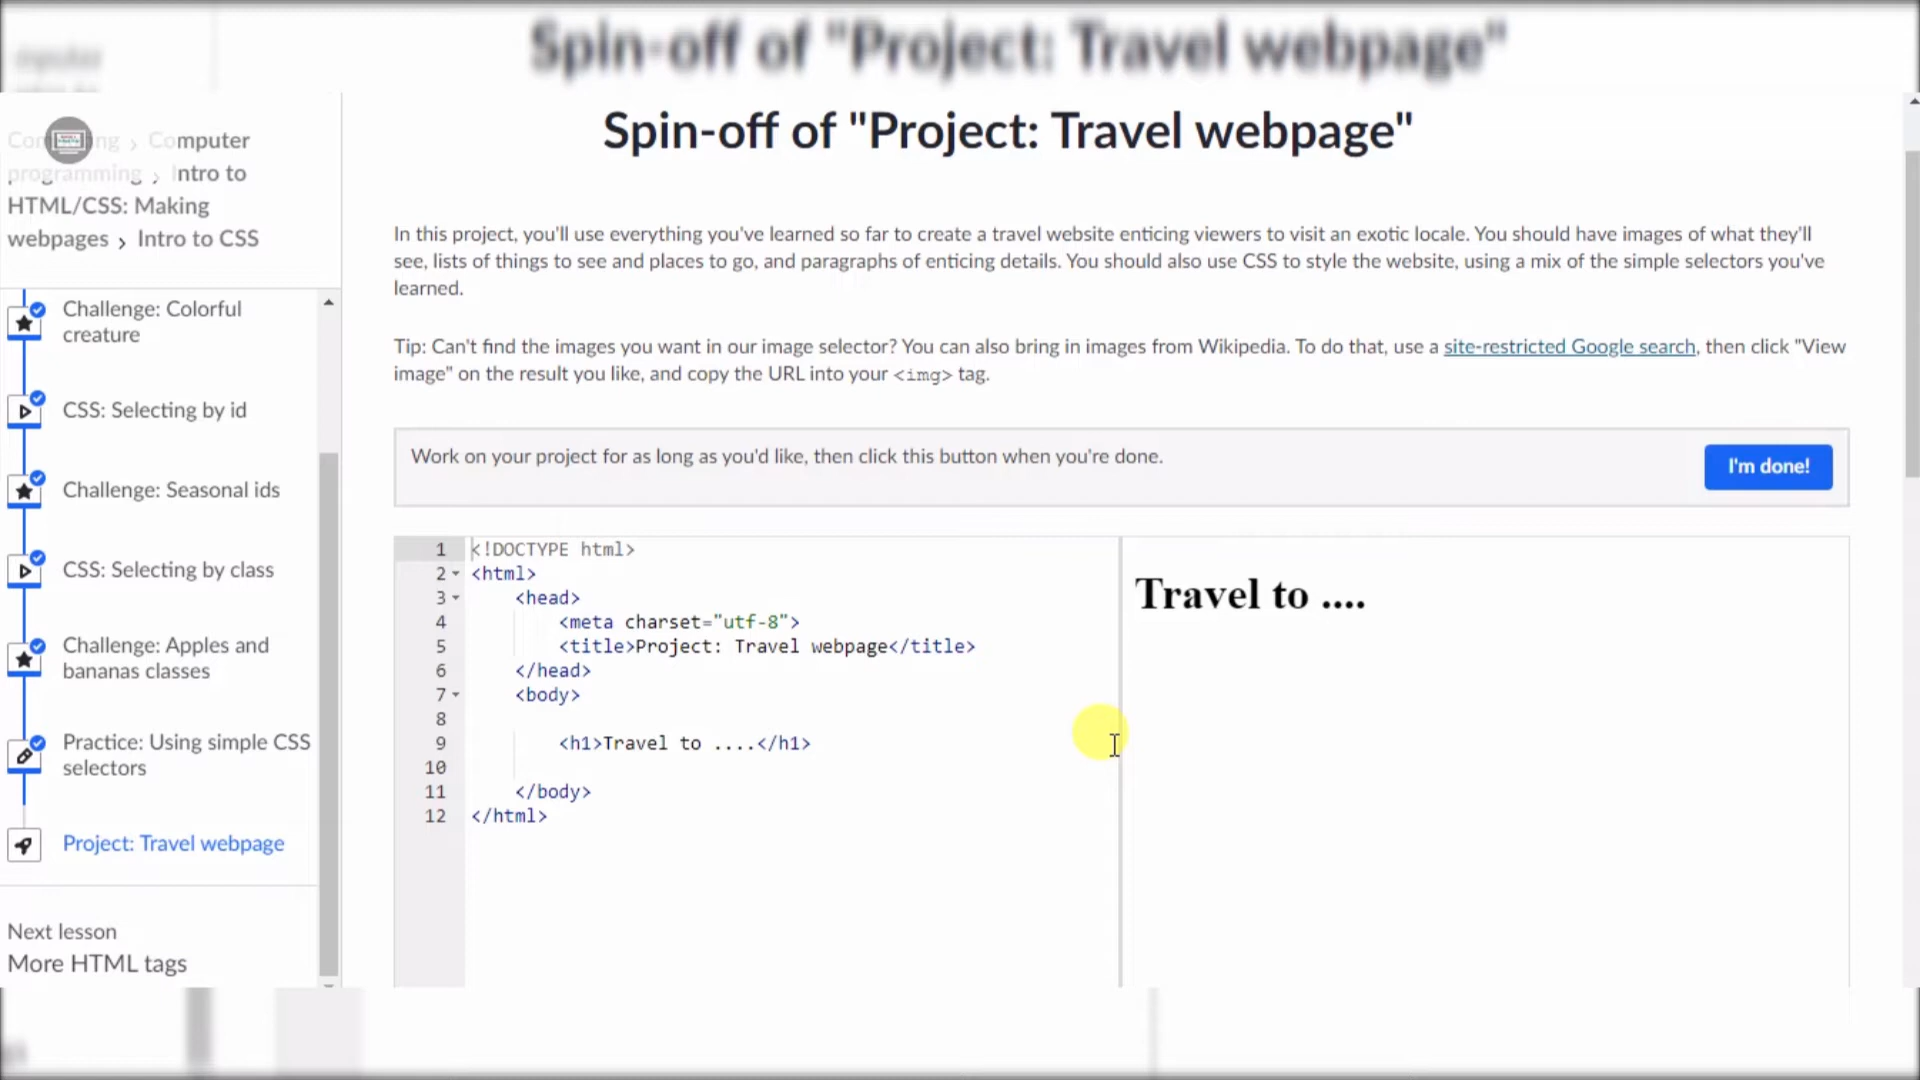 Spin-off of "Project: Travel webpage"
Spin-off of "Project: Travel webpage"
Computing > Computer
programming > Intro to
HTML/CSS: Making
webpages > Intro to CSS
Challenge: Colorful
creature
CSS: Selecting by id
Challenge: Seasonal ids
CSS: Selecting by class
Challenge: Apples and
bananas classes
Practice: Using simple CSS
selectors
Project: Travel webpage
Next lesson
More HTML tags
In this project, you'll use everything you've learned so far to create a travel website enticing viewers to visit an exotic locale. You should have images of what they'll
see, lists of things to see and places to go, and paragraphs of enticing details. You should also use CSS to style the website, using a mix of the simple selectors you've
learned.
Tip: Can't find the images you want in our image selector? You can also bring in images from Wikipedia. To do that, use a site-restricted Google search, then click "View
image" on the result you like, and copy the URL into your <img> tag.
Work on your project for as long as you'd like, then click this button when you're done.
I'm done!
1 <!DOCTYPE html>
2 <html>
3 <head>
4 <meta charset="utf-8">
5 <title>Project: Travel webpage</title>
6 </head>
7 <body>
8
9 <h1>Travel to ....</h1>
10
11 </body>
12 </html>
Travel to ....